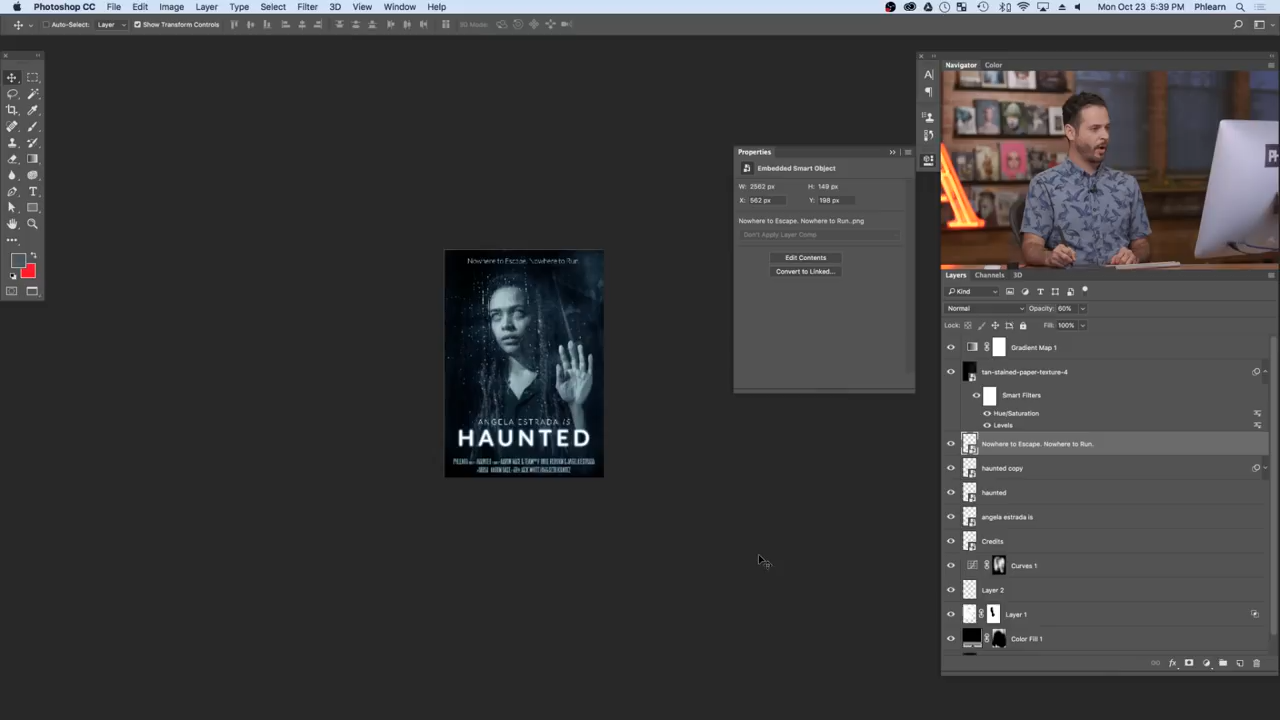 Photoshop CC File Edit Image Layer Type Select Filter 3D View Window Help
Mon Oct 23 5:39 PM Phlearn
Auto-Select: Layer Show Transform Controls
3D Mode:
Navigator Color
Properties
Embedded Smart Object
W: 2562 px H: 149 px
X: 562 px Y: 198 px
Nowhere to Escape. Nowhere to Run..png
Don't Apply Layer Comp
Edit Contents
Convert to Linked...
Nowhere to Escape. Nowhere to Run.
ANGELA ESTRADA IS
HAUNTED
Layers Channels 3D
Kind
Normal Opacity: 60%
Lock: Fill: 100%
Gradient Map 1
tan-stained-paper-texture-4
Smart Filters
Hue/Saturation
Levels
Nowhere to Escape. Nowhere to Run.
haunted copy
haunted
angela estrada is
Credits
Curves 1
Layer 2
Layer 1
Color Fill 1